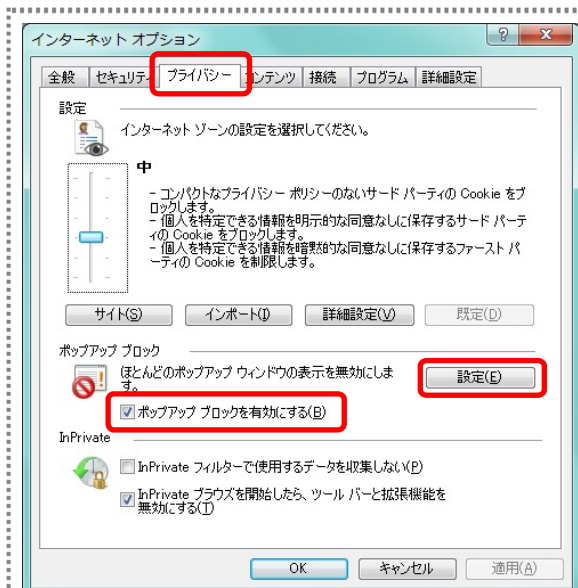 インターネット オプション
全般 セキュリティ プライバシー コンテンツ 接続 プログラム 詳細設定
設定
インターネット ゾーンの設定を選択してください。
中
- コンパクトなプライバシー ポリシーのないサード パーティの Cookie をブ
ロックします。
- 個人を特定できる情報を明示的な同意なしに保存するサード パーテ
ィの Cookie をブロックします。
- 個人を特定できる情報を暗黙的な同意なしに保存するファースト パ
ーティの Cookie を制限します。
サイト(S) インポート(I) 詳細設定(V) 既定(D)
ポップアップ ブロック
ほとんどのポップアップ ウィンドウの表示を無効にしま
す。
設定(E)
ポップアップ ブロックを有効にする(B)
InPrivate
InPrivate フィルターで使用するデータを収集しない(P)
InPrivate ブラウズを開始したら、ツール バーと拡張機能を
無効にする(T)
OK キャンセル 適用(A)